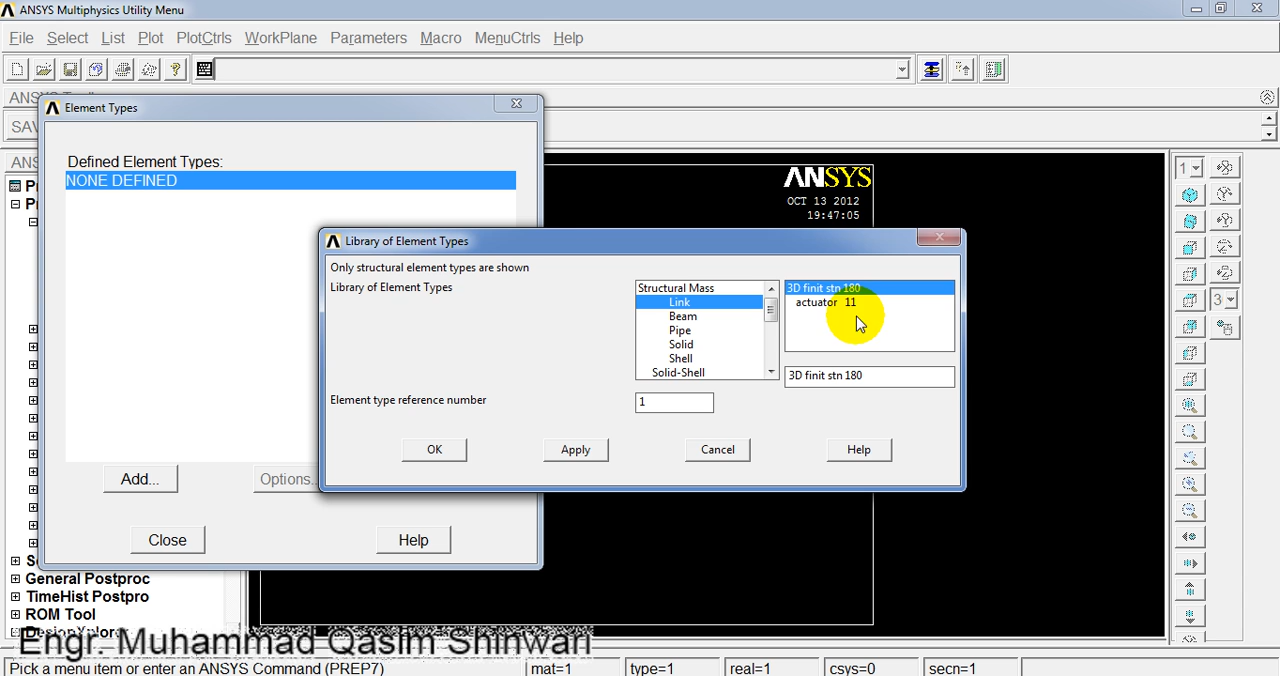 ANSYS Multiphysics Utility Menu
File Select List Plot PlotCtrls WorkPlane Parameters Macro MenuCtrls Help
ANSYS
SAV
Element Types
Defined Element Types:
NONE DEFINED
ANSYS
OCT 13 2012
19:47:05
1
3
Library of Element Types
Only structural element types are shown
Library of Element Types
Structural Mass
Link
Beam
Pipe
Solid
Shell
Solid-Shell
3D finit stn 180
actuator 11
3D finit stn 180
Element type reference number
1
OK Apply Cancel Help
Add... Options...
Close Help
General Postproc
TimeHist Postpro
ROM Tool
DesignXplorer
Engr. Muhammad Qasim Shinwari
Pick a menu item or enter an ANSYS Command (PREP7) mat=1 type=1 real=1 csys=0 secn=1